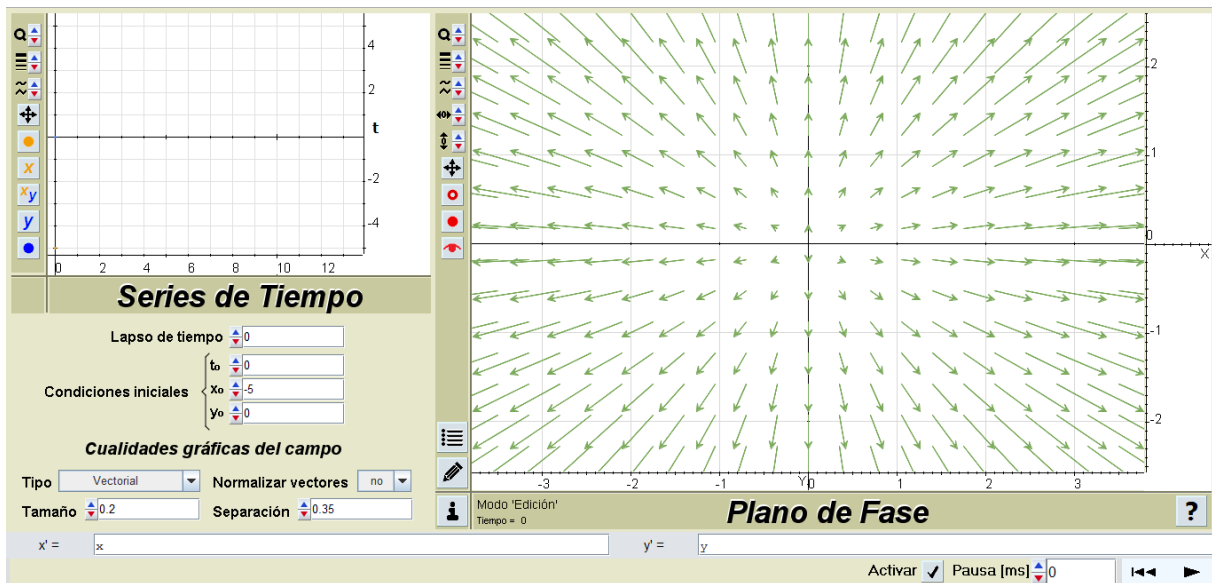 4
2
t
-2
-4
0 2 4 6 8 10 12
x
xy
y
Series de Tiempo
Lapso de tiempo 0
t₀ 0
Condiciones iniciales x₀ -5
y₀ 0
Cualidades gráficas del campo
Tipo Vectorial Normalizar vectores no
Tamaño 0.2 Separación 0.35
2
1
0
X
-1
-2
-3 -2 -1 Y 0 1 2 3
Modo 'Edición'
Tiempo = 0
Plano de Fase
?
x' = x y' = y
Activar Pausa [ms] 0